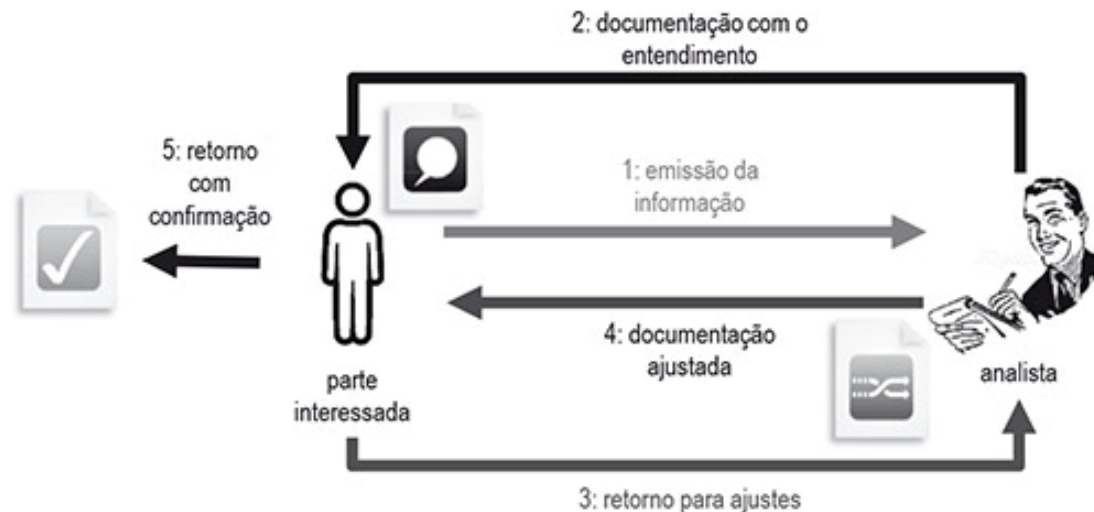 2: documentação com o
entendimento
5: retorno
com
confirmação
1: emissão da
informação
4: documentação
ajustada
parte
interessada
analista
3: retorno para ajustes